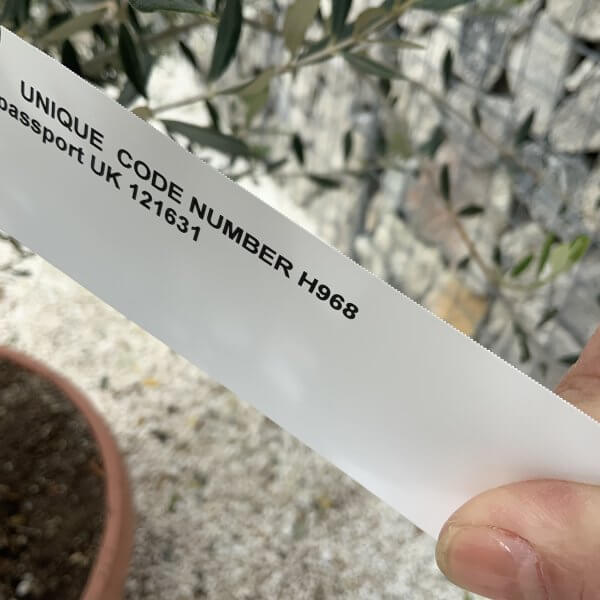 UNIQUE CODE NUMBER H968
passport UK 121631